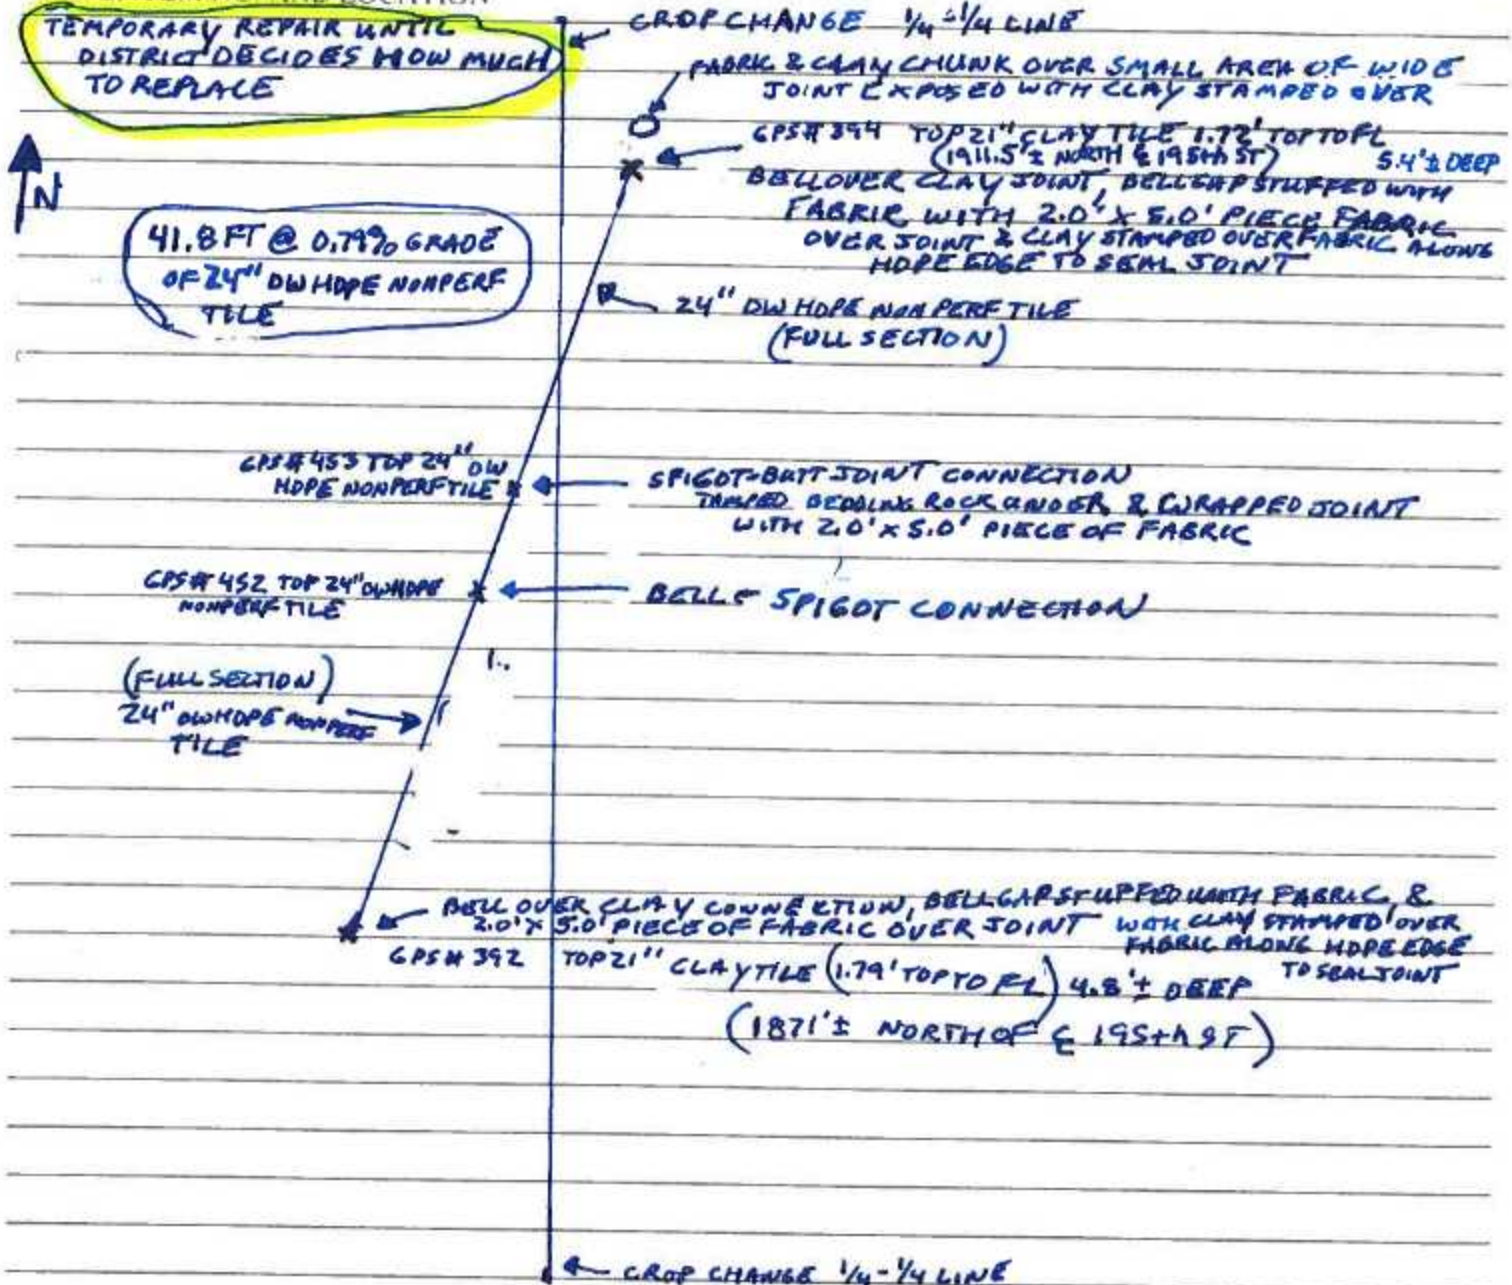 TEMPORARY REPAIR UNTIL
DISTRICT DECIDES HOW MUCH
TO REPLACE
CROP CHANGE 1/4-1/4 LINE
FABRIC & CLAY CHUNK OVER SMALL AREA OF WIDE
JOINT EXPOSED WITH CLAY STAMPED OVER
GPS# 394 TOP 21" CLAY TILE 1.72' TOP TO FL
(1911.5'± NORTH ℄ 195th ST) 5.4'± DEEP
BELL OVER CLAY JOINT, BELL GAP STUFFED WITH
FABRIC WITH 2.0' X 5.0' PIECE FABRIC
OVER JOINT & CLAY STAMPED OVER FABRIC ALONG
HDPE EDGE TO SEAL JOINT
N
41.8 FT @ 0.79% GRADE
OF 24" DW HDPE NONPERF
TILE
24" DW HDPE NONPERF TILE
(FULL SECTION)
GPS# 453 TOP 24" DW
HDPE NONPERF TILE
SPIGOT-BUTT JOINT CONNECTION
TAMPED BEDDING ROCK UNDER, & WRAPPED JOINT
WITH 2.0' X 5.0' PIECE OF FABRIC
GPS# 452 TOP 24" DW HDPE
NONPERF TILE
BELL - SPIGOT CONNECTION
(FULL SECTION)
24" DW HDPE NONPERF
TILE
BELL OVER CLAY CONNECTION, BELL GAP STUFFED WITH FABRIC, &
2.0' X 5.0' PIECE OF FABRIC OVER JOINT WITH CLAY STAMPED OVER
FABRIC ALONG HDPE EDGE
TO SEAL JOINT
GPS# 392 TOP 21" CLAY TILE (1.79' TOP TO FL) 4.8'± DEEP
(1871'± NORTH OF ℄ 195th ST)
CROP CHANGE 1/4-1/4 LINE